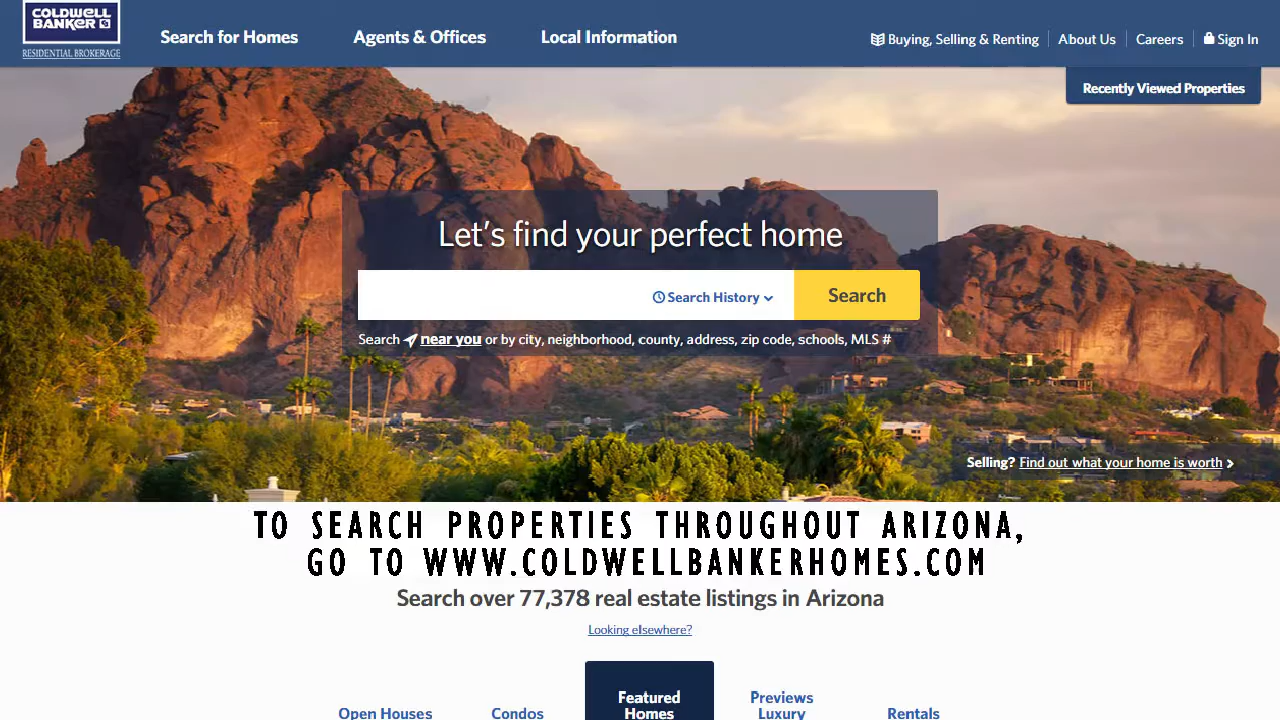 COLDWELL
BANKER
RESIDENTIAL BROKERAGE
Search for Homes
Agents & Offices
Local Information
Buying, Selling & Renting
About Us
Careers
Sign In
Recently Viewed Properties
Let's find your perfect home
Search History
Search
Search near you or by city, neighborhood, county, address, zip code, schools, MLS #
Selling? Find out what your home is worth
TO SEARCH PROPERTIES THROUGHOUT ARIZONA,
GO TO WWW.COLDWELLBANKERHOMES.COM
Search over 77,378 real estate listings in Arizona
Looking elsewhere?
Open Houses
Condos
Featured
Homes
Previews
Luxury
Rentals